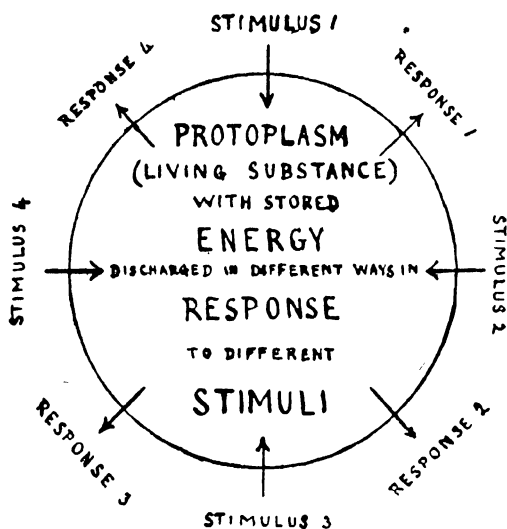 STIMULUS 1
RESPONSE 4
RESPONSE 1
PROTOPLASM
(LIVING SUBSTANCE)
WITH STORED
ENERGY
DISCHARGED IN DIFFERENT WAYS IN
RESPONSE
TO DIFFERENT
STIMULI
STIMULUS 4
STIMULUS 2
RESPONSE 3
RESPONSE 2
STIMULUS 3